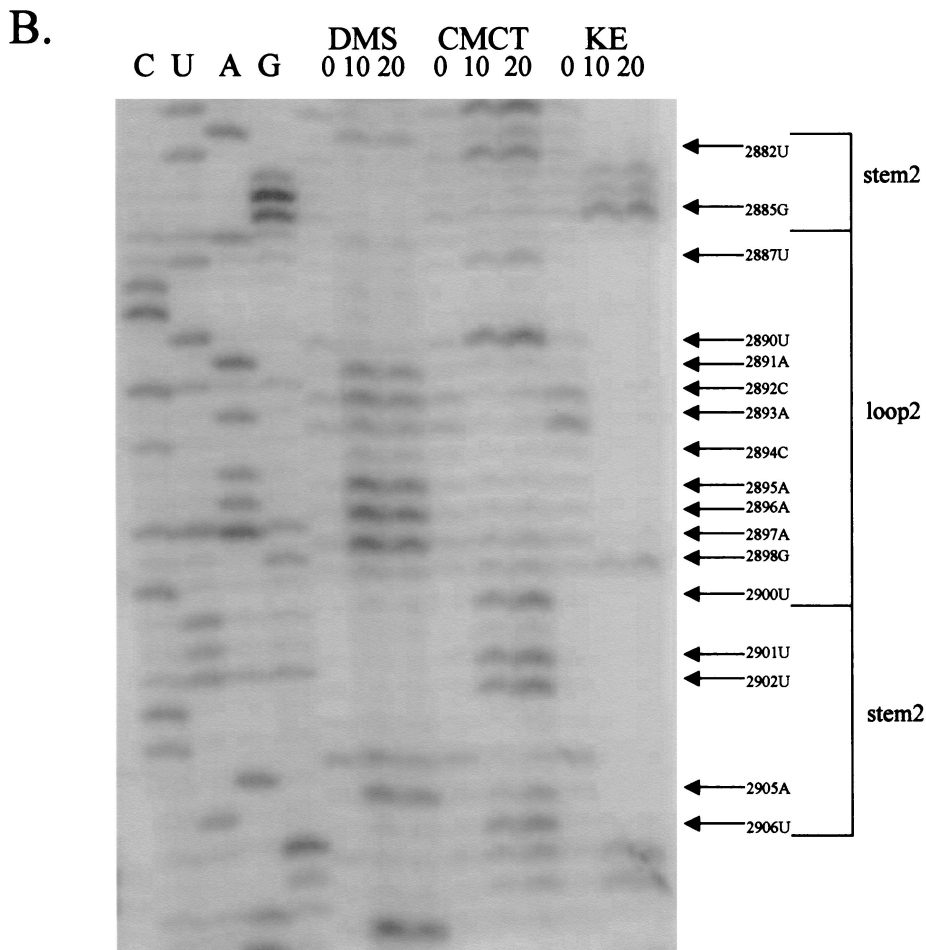 B.
DMS CMCT KE
C U A G 0 10 20 0 10 20 0 10 20
2882U
stem2
2885G
2887U
2890U
2891A
2892C
2893A
loop2
2894C
2895A
2896A
2897A
2898G
2900U
2901U
2902U
stem2
2905A
2906U